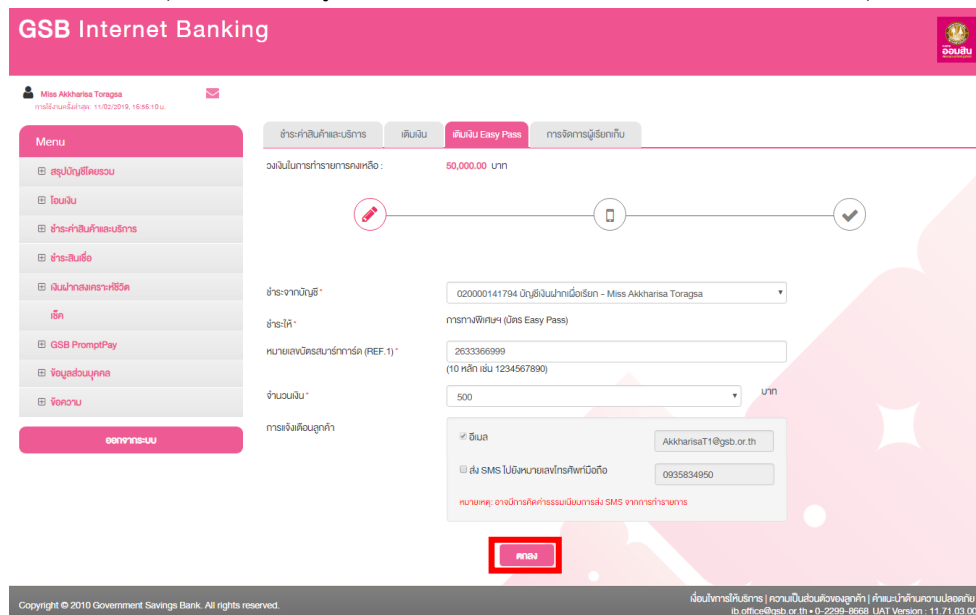 GSB Internet Banking
ออมสิน
Miss Akkharisa Toragsa
การใช้งานครั้งล่าสุด: 11/02/2019, 16:56:10 น.
Menu
สรุปบัญชีโดยรวม
โอนเงิน
ชำระค่าสินค้าและบริการ
ชำระสินเชื่อ
เงินฝากสงเคราะห์ชีวิต
เช็ค
GSB PromptPay
ข้อมูลส่วนบุคคล
ข้อความ
ออกจากระบบ
ชำระค่าสินค้าและบริการ เติมเงิน เติมเงิน Easy Pass การจัดการผู้เรียกเก็บ
วงเงินในการทำรายการคงเหลือ : 50,000.00 บาท
ชำระจากบัญชี * 020000141794 บัญชีเงินฝากเผื่อเรียก - Miss Akkharisa Toragsa
ชำระให้ * การทางพิเศษฯ (บัตร Easy Pass)
หมายเลขบัตรสมาร์ทการ์ด (REF.1) * 2633366999
(10 หลัก เช่น 1234567890)
จำนวนเงิน * 500 บาท
การแจ้งเตือนลูกค้า
อีเมล AkkharisaT1@gsb.or.th
ส่ง SMS ไปยังหมายเลขโทรศัพท์มือถือ 0935834950
หมายเหตุ: อาจมีการคิดค่าธรรมเนียมการส่ง SMS จากการทำรายการ
ตกลง
Copyright © 2010 Government Savings Bank. All rights reserved.
เงื่อนไขการให้บริการ | ความเป็นส่วนตัวของลูกค้า | คำแนะนำด้านความปลอดภัย
ib.office@gsb.or.th • 0-2299-8668 UAT Version : 11.71.03.00